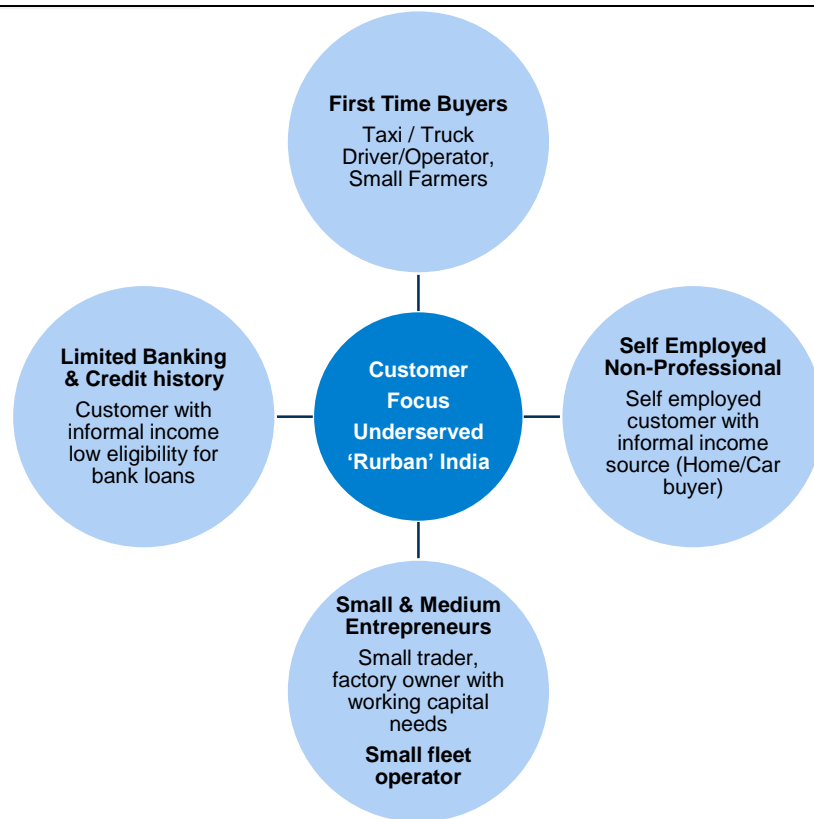 First Time Buyers
Taxi / Truck
Driver/Operator,
Small Farmers
Limited Banking
& Credit history
Customer with
informal income
low eligibility for
bank loans
Customer
Focus
Underserved
‘Rurban’ India
Self Employed
Non-Professional
Self employed
customer with
informal income
source (Home/Car
buyer)
Small & Medium
Entrepreneurs
Small trader,
factory owner with
working capital
needs
Small fleet
operator